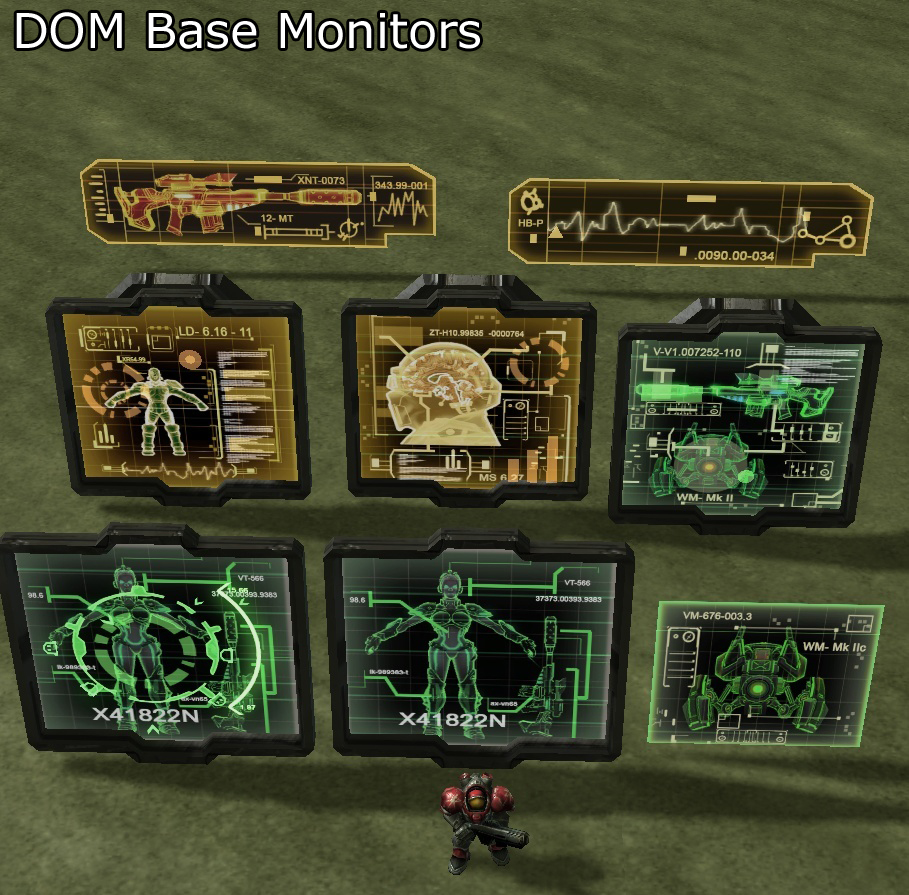 DOM Base Monitors
XNT-0073
343.99-001
12- MT
HB-P
.0090.00-034
LD- 6.16 - 11
ZT-H10.99835 -0000764
MS 6.27
V-V1.007252-110
WM- Mk II
VT-566
98.6
37373.00393.9383
X41822N
VT-566
98.6
37373.00393.9383
ax-vn65
X41822N
VM-676-003.3
WM- Mk IIc